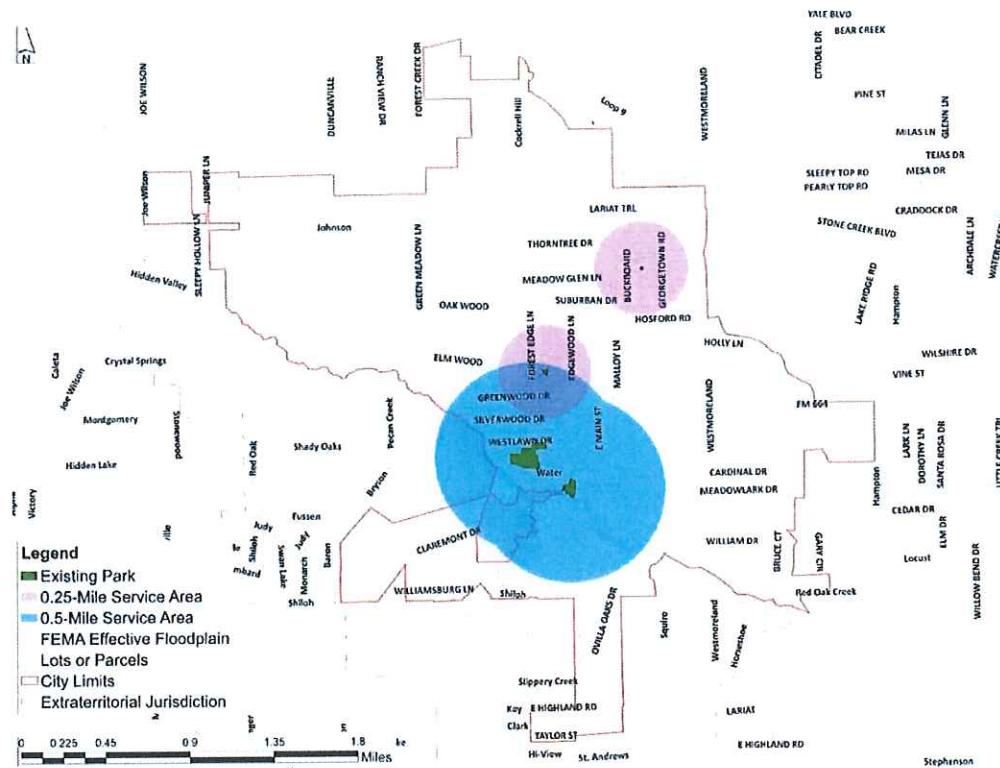 YALE BLVD
BEAR CREEK
CITADEL DR
N
JOE WILSON
DUNCANVILLE
RANCH VIEW DR
FOREST CREEK DR
Cockrell Hill
Loop 9
WESTMORELAND
PINE ST
GLENN LN
MILAS LN
TEJAS DR
MESA DR
SLEEPY TOP RD
PEARLY TOP RD
Joe Wilson
JUNIPER LN
LARIAT TRL
CRADDOCK DR
STONE CREEK BLVD
ARCHDALE LN
Johnson
SLEEPY HOLLOW LN
GREEN MEADOW LN
THORNTREE DR
BUCKBOARD
GEORGETOWN RD
Hidden Valley
MEADOW GLEN LN
LAKE RIDGE RD
Hampton
OAK WOOD
SUBURBAN DR
HOSFORD RD
FOREST EDGE LN
EDGEWOOD LN
MALLOY LN
HOLLY LN
ELM WOOD
WILSHIRE DR
Caleta
Crystal Springs
Joe Wilson
VINE ST
GREENWOOD DR
WESTMORELAND
FM 664
Montgomery
Stonewood
Pecan Creek
SILVERWOOD DR
E MAIN ST
LARK LN
DOROTHY LN
SANTA ROSA DR
LITTLE CREEK TRL
Red Oak
Shady Oaks
WESTLAWN DR
Hidden Lake
Water
CARDINAL DR
Hampton
Bryson
MEADOWLARK DR
Victory
CEDAR DR
ELM DR
Fussen
Judy
CLAREMONT DR
WILLIAM DR
BRUCE CT
GARY CIR
ville
Locust
Legend
Shiloh
Swan Lake
Judy
Monarch
Baron
mbard
WILLOW BEND DR
Existing Park
0.25-Mile Service Area
Shiloh
WILLIAMSBURG LN
Shiloh
Red Oak Creek
0.5-Mile Service Area
OVILLA OAKS DR
Squire
Westmoreland
Horseshoe
FEMA Effective Floodplain
Lots or Parcels
City Limits
Slippery Creek
Extraterritorial Jurisdiction
Kay
E HIGHLAND RD
LARIAT
Clark
TAYLOR ST
0 0.225 0.45 0.9 1.35 1.8
Miles
ke
E HIGHLAND RD
Hi-View
St. Andrews
Stephenson